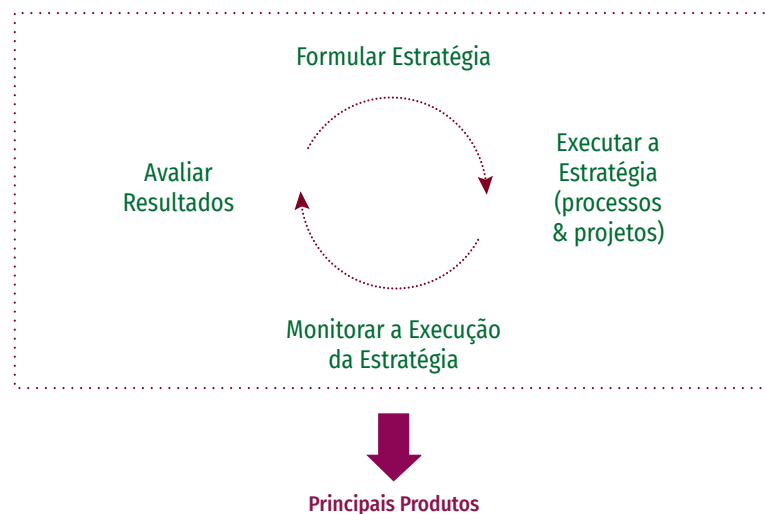 Formular Estratégia
Executar a
Estratégia
(processos
& projetos)
Avaliar
Resultados
Monitorar a Execução
da Estratégia
Principais Produtos